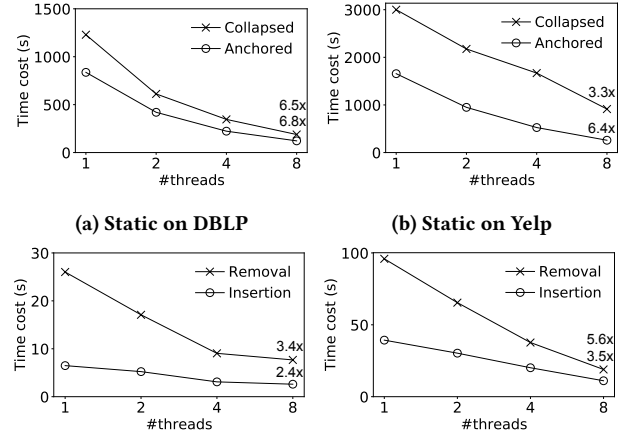 1500
1000
500
0
Time cost (s)
Collapsed
Anchored
6.5x
6.8x
1 2 4 8
#threads
(a) Static on DBLP
3000
2000
1000
0
Time cost (s)
Collapsed
Anchored
3.3x
6.4x
1 2 4 8
#threads
(b) Static on Yelp
30
20
10
0
Time cost (s)
Removal
Insertion
3.4x
2.4x
1 2 4 8
#threads
100
50
0
Time cost (s)
Removal
Insertion
5.6x
3.5x
1 2 4 8
#threads